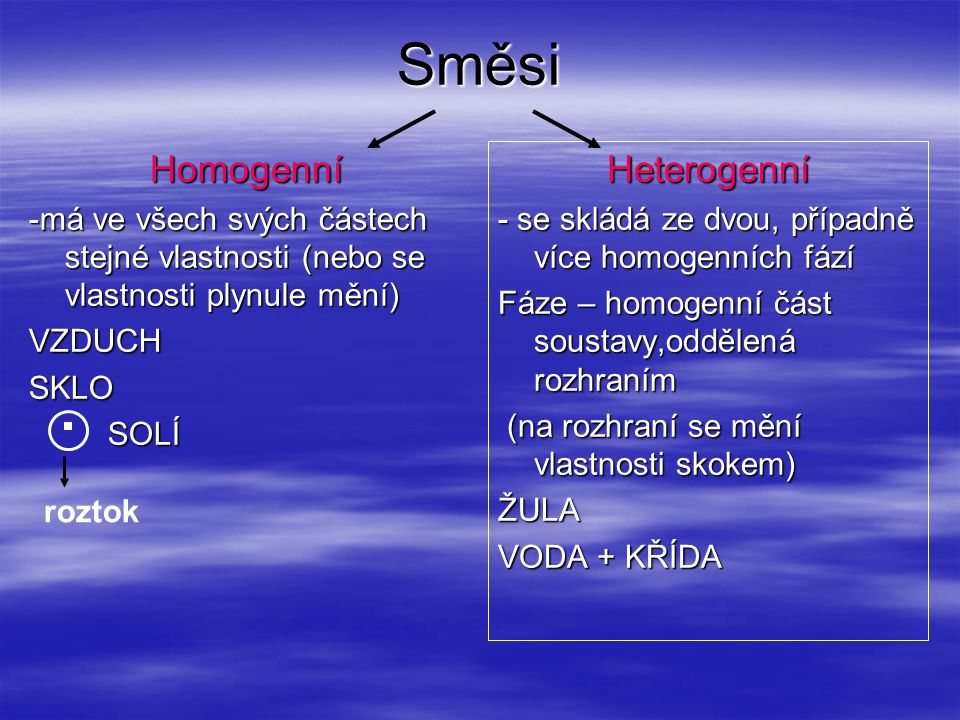 Směsi
Homogenní
-má ve všech svých částech
stejné vlastnosti (nebo se
vlastnosti plynule mění)
VZDUCH
SKLO
SOLÍ
roztok
Heterogenní
- se skládá ze dvou, případně
více homogenních fází
Fáze – homogenní část
soustavy,oddělená
rozhraním
(na rozhraní se mění
vlastnosti skokem)
ŽULA
VODA + KŘÍDA